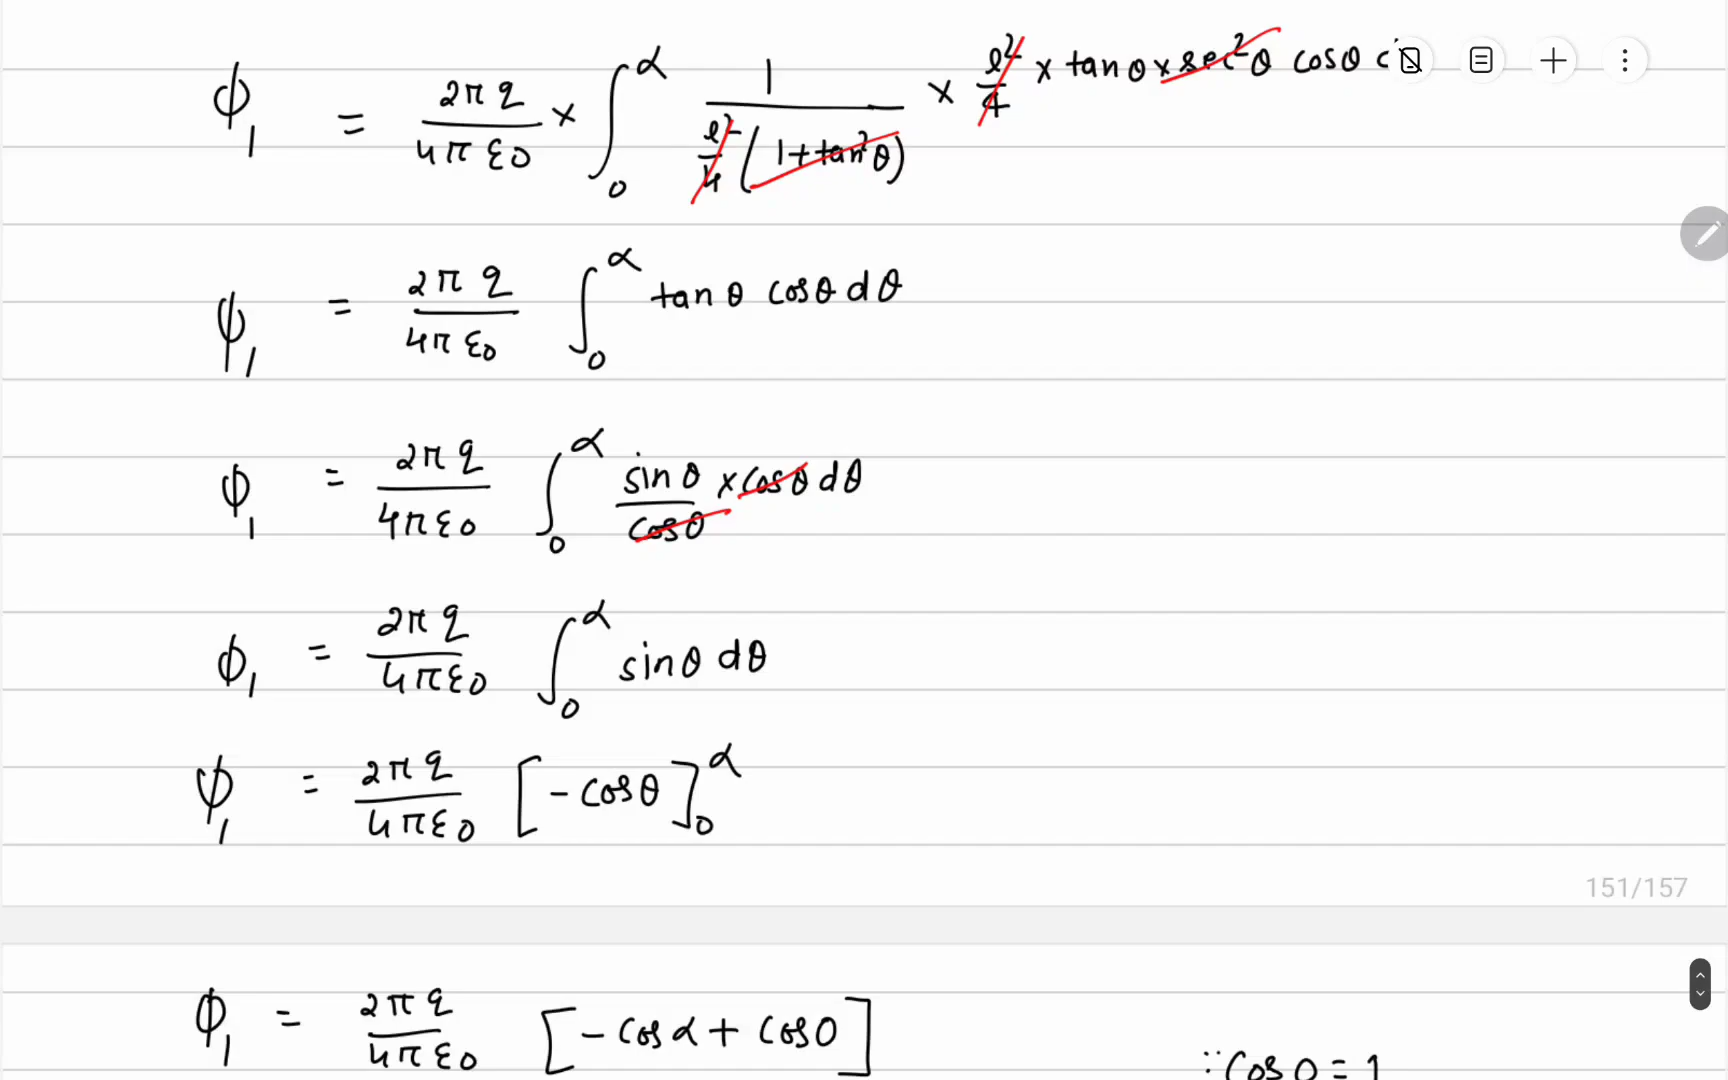 ϕ₁ = 2πq/4πε0 × ∫₀^α 1/(l²/4 (1+tan²θ)) × l²/4 × tanθ × sec²θ cosθ
ϕ₁ = 2πq/4πε0 ∫₀^α tanθ cosθ dθ
ϕ₁ = 2πq/4πε0 ∫₀^α sinθ/cosθ × cosθ dθ
ϕ₁ = 2πq/4πε0 ∫₀^α sinθ dθ
ϕ₁ = 2πq/4πε0 [-cosθ]₀^α
151/157
ϕ₁ = 2πq/4πε0 [-cosα + cos0]
∵ cos0 = 1